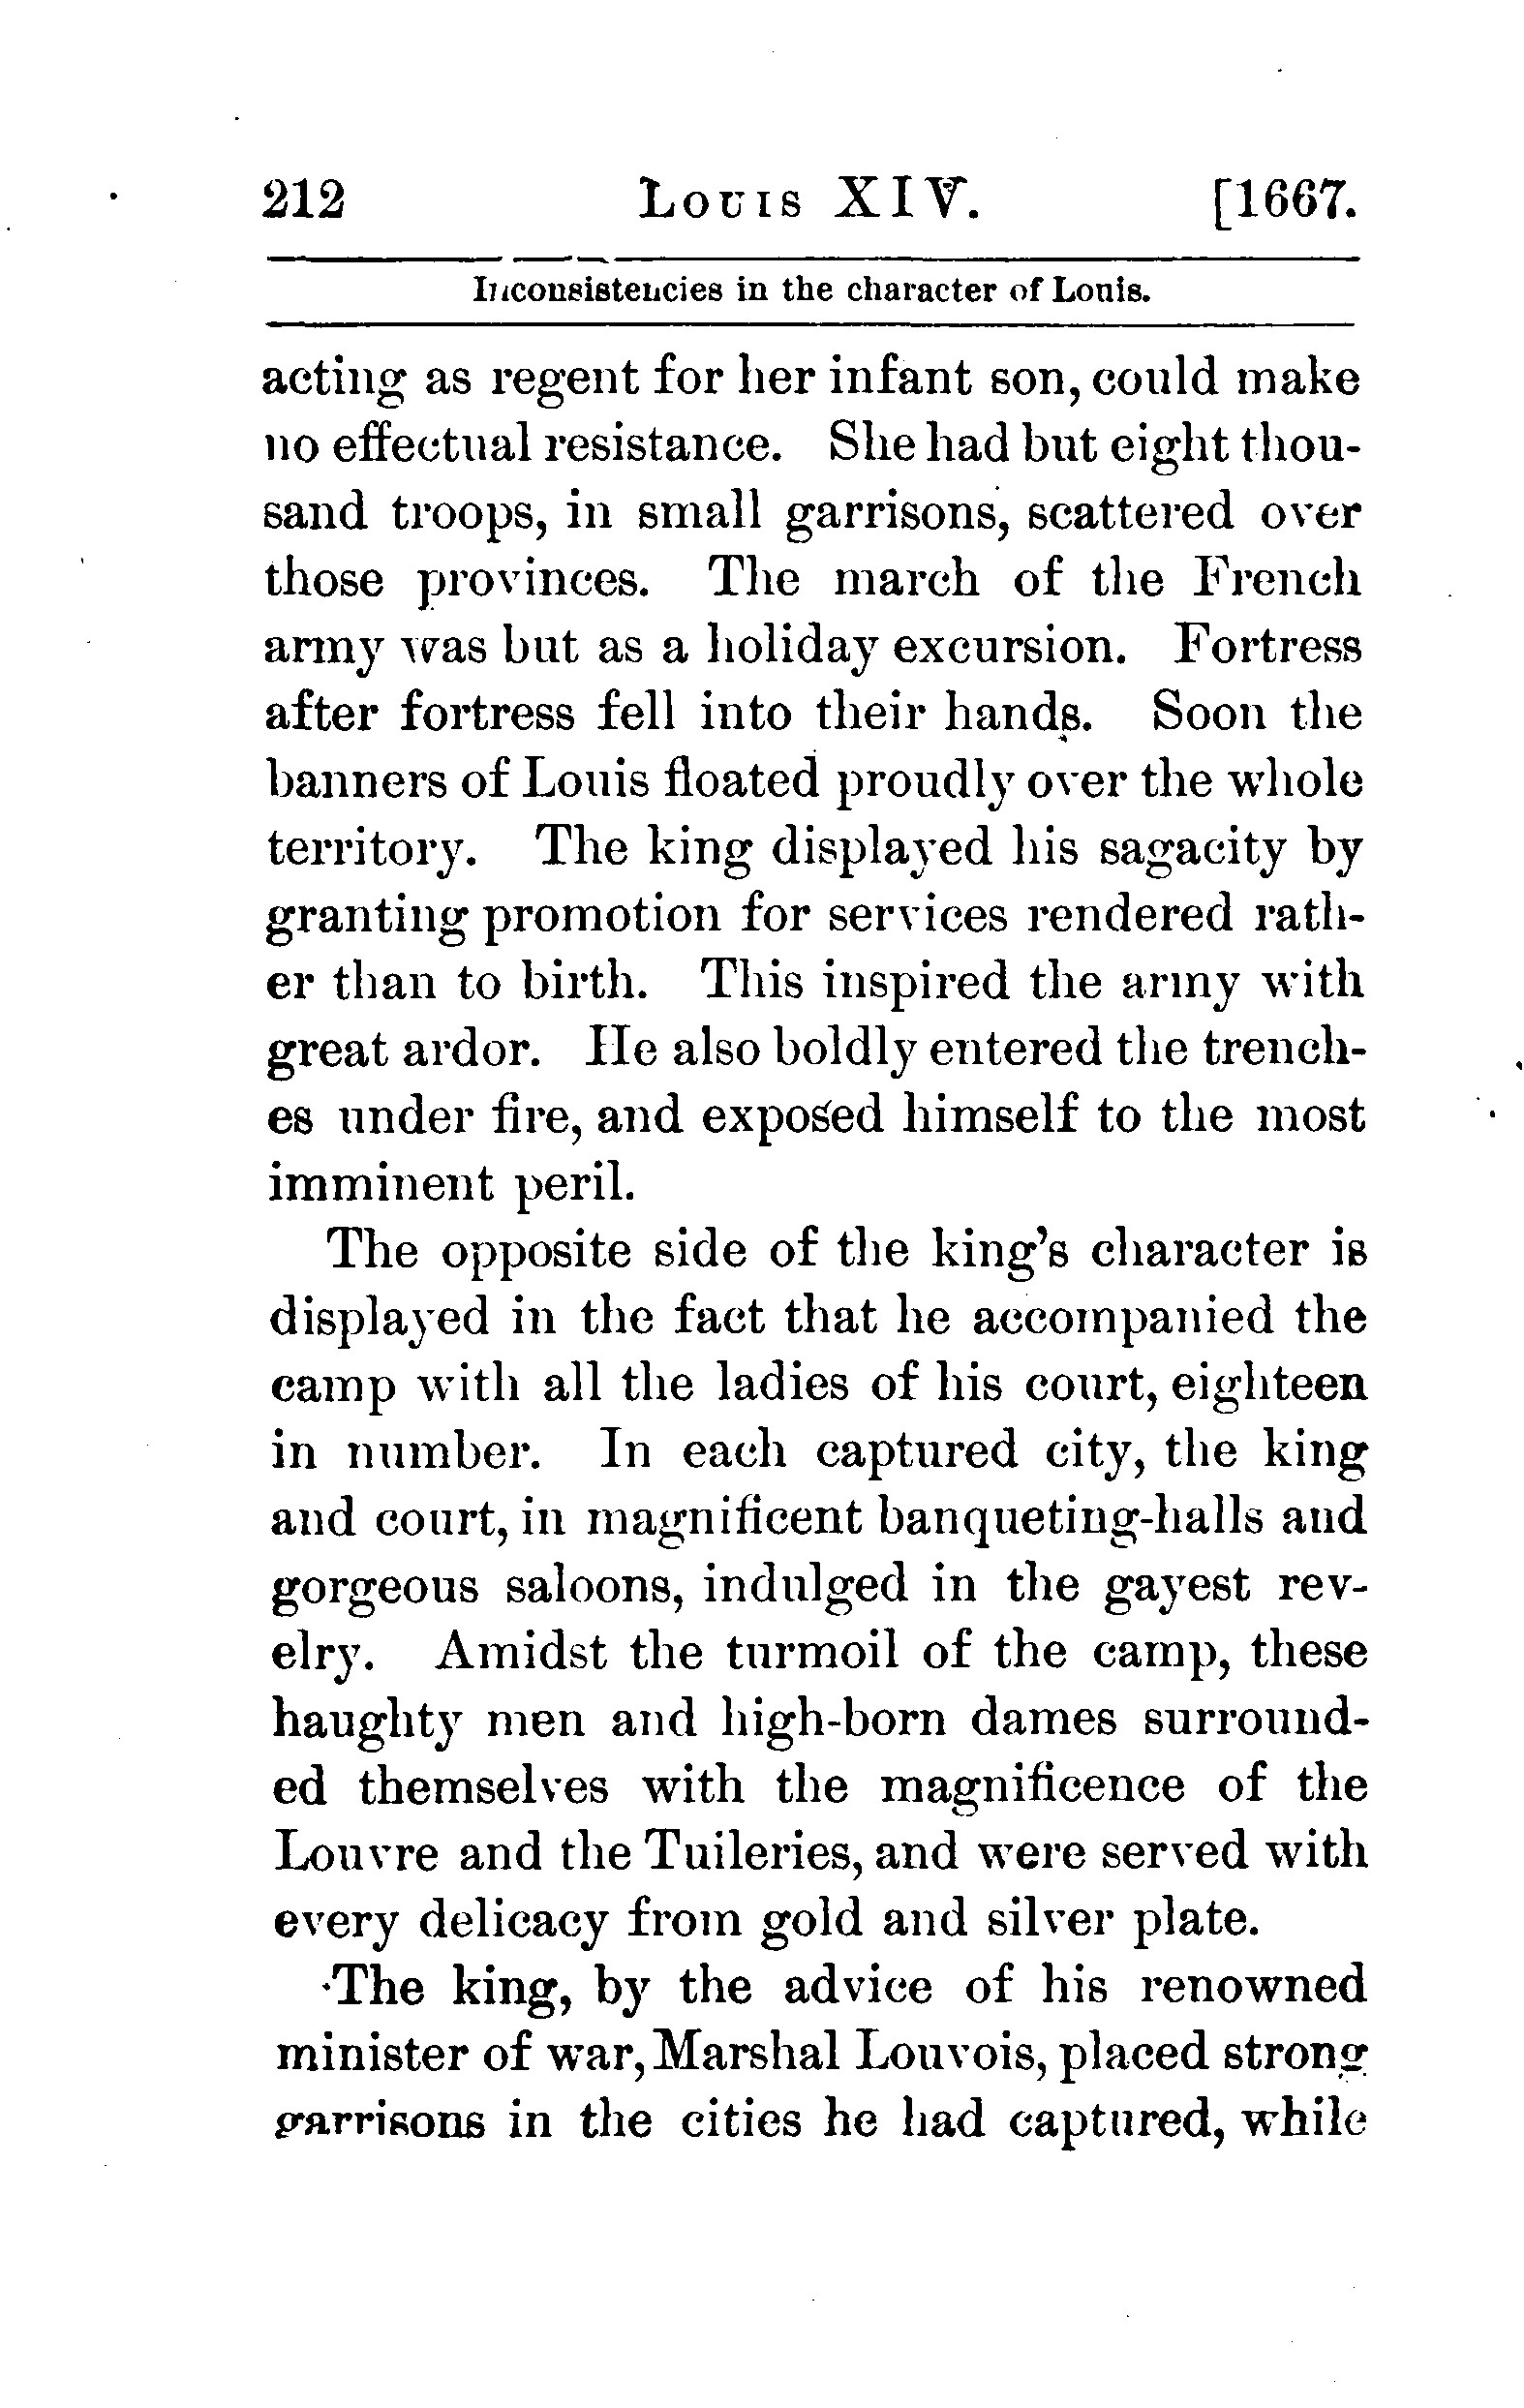 212 Louis XIV. [1667.
Inconsistencies in the character of Louis.
acting as regent for her infant son, could make
no effectual resistance. She had but eight thou-
sand troops, in small garrisons, scattered over
those provinces. The march of the French
army was but as a holiday excursion. Fortress
after fortress fell into their hands. Soon the
banners of Louis floated proudly over the whole
territory. The king displayed his sagacity by
granting promotion for services rendered rath-
er than to birth. This inspired the army with
great ardor. He also boldly entered the trench-
es under fire, and exposed himself to the most
imminent peril.
The opposite side of the king's character is
displayed in the fact that he accompanied the
camp with all the ladies of his court, eighteen
in number. In each captured city, the king
and court, in magnificent banqueting-halls and
gorgeous saloons, indulged in the gayest rev-
elry. Amidst the turmoil of the camp, these
haughty men and high-born dames surround-
ed themselves with the magnificence of the
Louvre and the Tuileries, and were served with
every delicacy from gold and silver plate.
The king, by the advice of his renowned
minister of war, Marshal Louvois, placed strong
garrisons in the cities he had captured, while